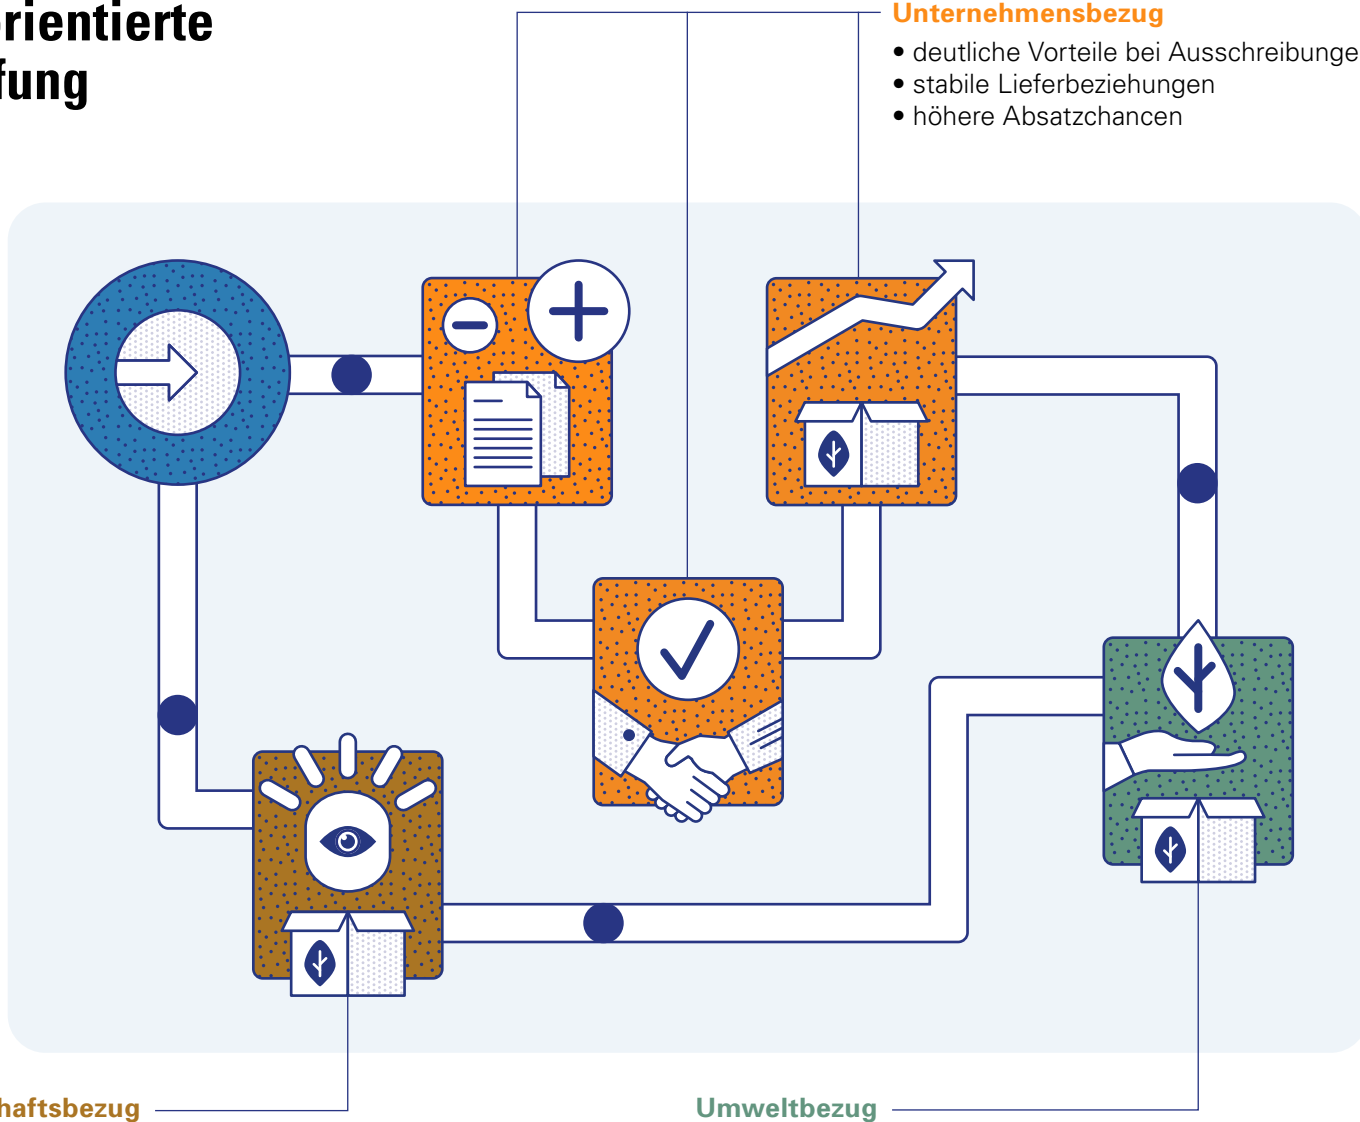 rientierte
fung
Unternehmensbezug
• deutliche Vorteile bei Ausschreibunge
• stabile Lieferbeziehungen
• höhere Absatzchancen
haftsbezug
Umweltbezug